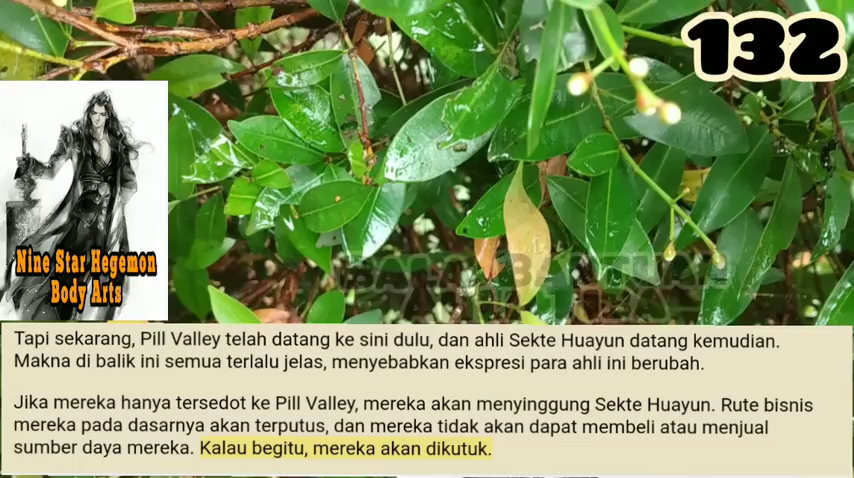 132
Nine Star Hegemon
Body Arts
Tapi sekarang, Pill Valley telah datang ke sini dulu, dan ahli Sekte Huayun datang kemudian.
Makna di balik ini semua terlalu jelas, menyebabkan ekspresi para ahli ini berubah.
Jika mereka hanya tersedot ke Pill Valley, mereka akan menyinggung Sekte Huayun. Rute bisnis
mereka pada dasarnya akan terputus, dan mereka tidak akan dapat membeli atau menjual
sumber daya mereka. Kalau begitu, mereka akan dikutuk.